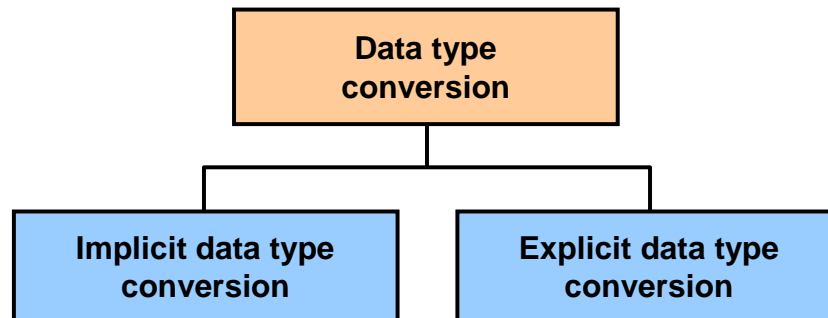 Data type
conversion
Implicit data type
conversion
Explicit data type
conversion